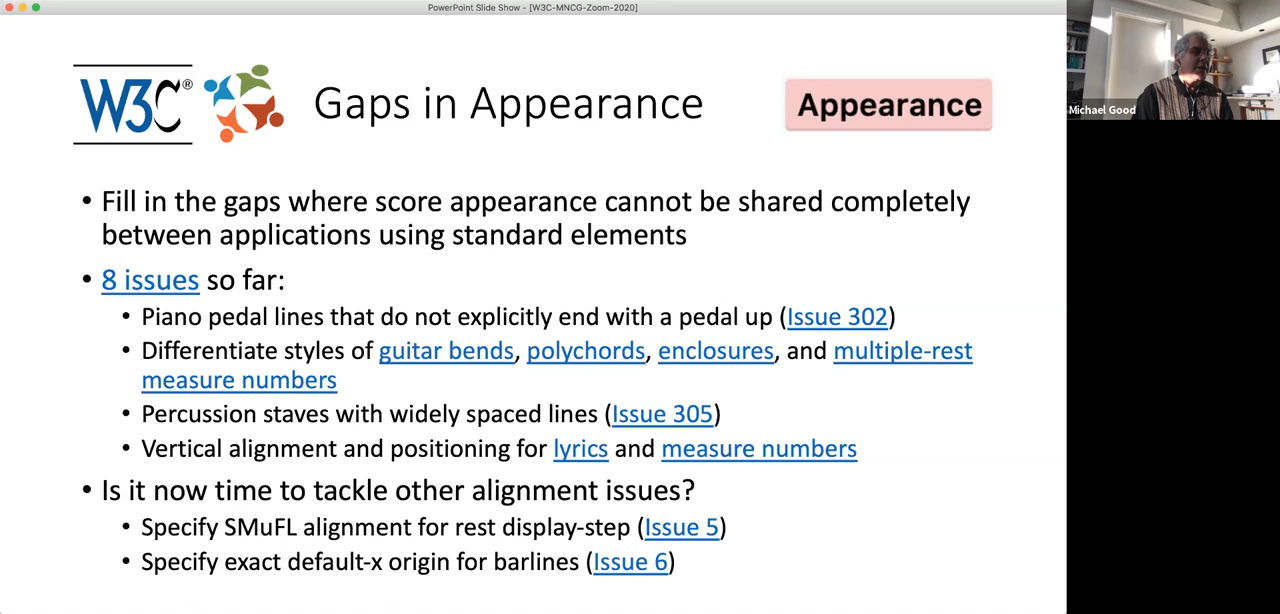 PowerPoint Slide Show - [W3C-MNCG-Zoom-2020]
W3C®
Gaps in Appearance
Appearance
Michael Good
• Fill in the gaps where score appearance cannot be shared completely
between applications using standard elements
• 8 issues so far:
• Piano pedal lines that do not explicitly end with a pedal up (Issue 302)
• Differentiate styles of guitar bends, polychords, enclosures, and multiple-rest
measure numbers
• Percussion staves with widely spaced lines (Issue 305)
• Vertical alignment and positioning for lyrics and measure numbers
• Is it now time to tackle other alignment issues?
• Specify SMuFL alignment for rest display-step (Issue 5)
• Specify exact default-x origin for barlines (Issue 6)